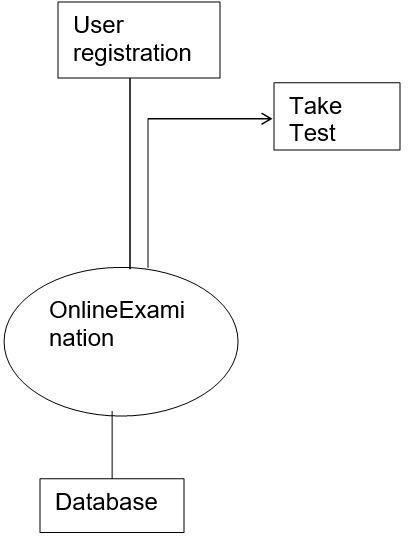 User
registration
Take
Test
OnlineExami
nation
Database